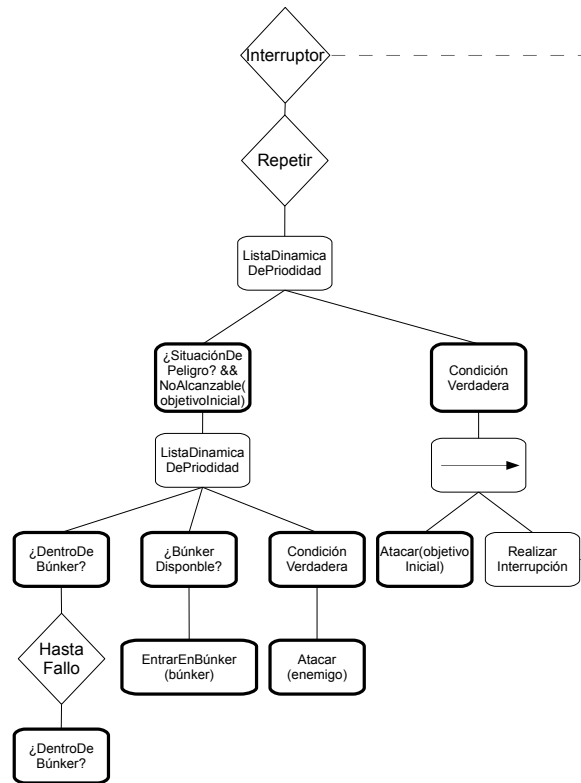 Interruptor
Repetir
ListaDinamica
DePriodidad
¿SituaciónDe
Peligro? &&
NoAlcanzable(
objetivoInicial)
Condición
Verdadera
ListaDinamica
DePriodidad
¿DentroDe
Búnker?
¿Búnker
Disponble?
Condición
Verdadera
Atacar(objetivo
Inicial)
Realizar
Interrupción
Hasta
Fallo
EntrarEnBúnker
(búnker)
Atacar
(enemigo)
¿DentroDe
Búnker?